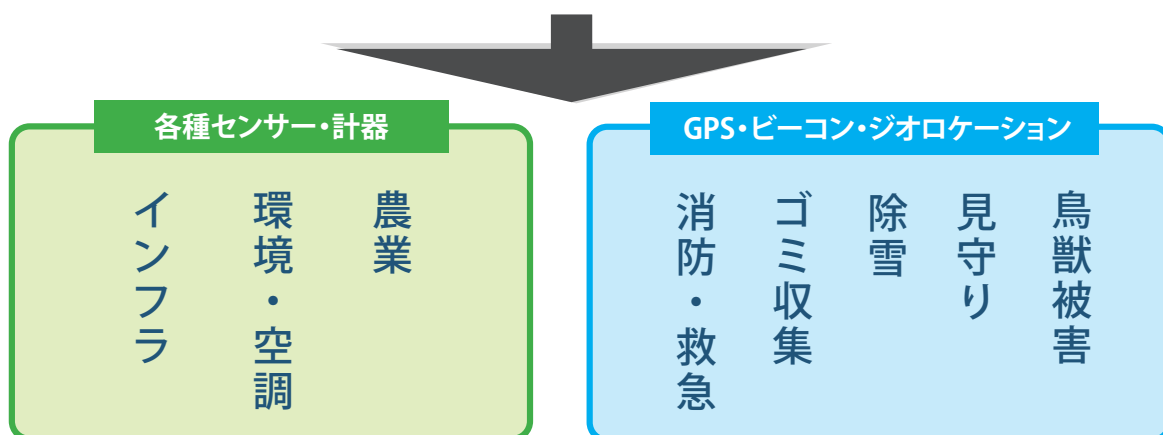 各種センサー・計器
農業
環境・空調
インフラ
GPS・ビーコン・ジオロケーション
鳥獣被害
見守り
除雪
ゴミ収集
消防・救急